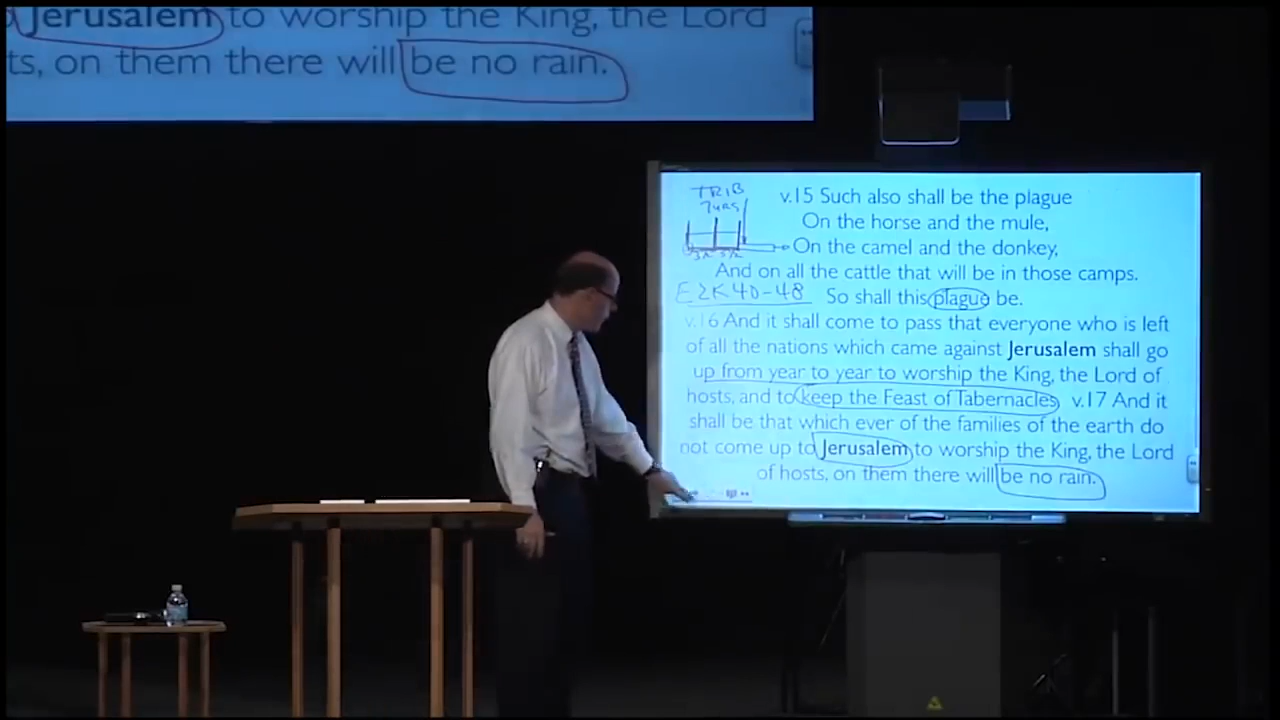 Jerusalem to worship the King, the Lord
ts, on them there will be no rain.
TRIB
7 YRS
v.15 Such also shall be the plague
On the horse and the mule,
On the camel and the donkey,
And on all the cattle that will be in those camps.
EZK 40-48 So shall this plague be.
v.16 And it shall come to pass that everyone who is left
of all the nations which came against Jerusalem shall go
up from year to year to worship the King, the Lord of
hosts, and to keep the Feast of Tabernacles. v.17 And it
shall be that which ever of the families of the earth do
not come up to Jerusalem to worship the King, the Lord
of hosts, on them there will be no rain.